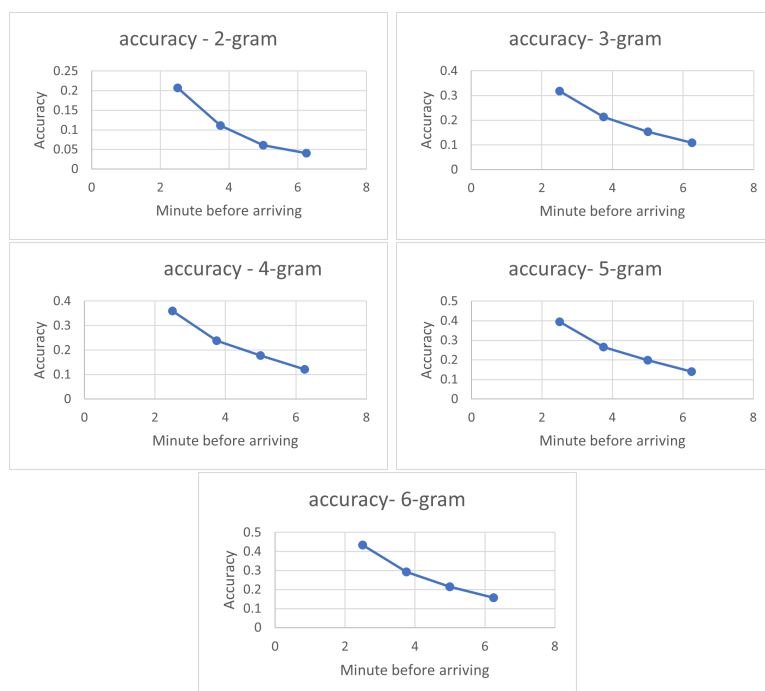 accuracy - 2-gram
0.25
0.2
0.15
0.1
0.05
0
Accuracy
0 2 4 6 8
Minute before arriving
accuracy- 3-gram
0.4
0.3
0.2
0.1
0
Accuracy
0 2 4 6 8
Minute before arriving
accuracy - 4-gram
0.4
0.3
0.2
0.1
0
Accuracy
0 2 4 6 8
Minute before arriving
accuracy- 5-gram
0.5
0.4
0.3
0.2
0.1
0
Accuracy
0 2 4 6 8
Minute before arriving
accuracy- 6-gram
0.5
0.4
0.3
0.2
0.1
0
Accuracy
0 2 4 6 8
Minute before arriving